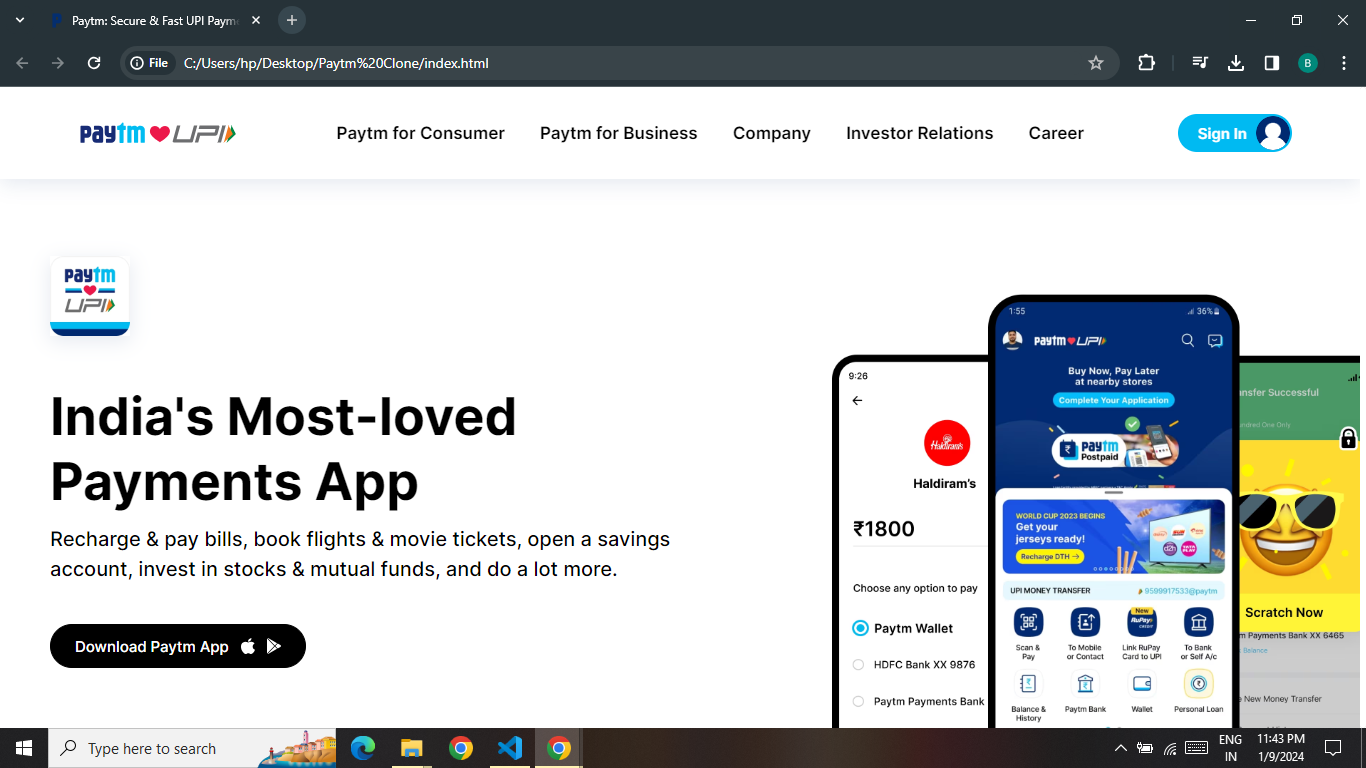 Paytm: Secure & Fast UPI Payme
File
C:/Users/hp/Desktop/Paytm%20Clone/index.html
B
paytm UPI
Paytm for Consumer
Paytm for Business
Company
Investor Relations
Career
Sign In
paytm
UPI
India's Most-loved
Payments App
Recharge & pay bills, book flights & movie tickets, open a savings
account, invest in stocks & mutual funds, and do a lot more.
Download Paytm App
9:26
Haldiram's
Haldiram's
₹1800
Choose any option to pay
Paytm Wallet
HDFC Bank XX 9876
Paytm Payments Bank
1:55
36%
paytm UPI
Buy Now, Pay Later
at nearby stores
Complete Your Application
paytm
Postpaid
WORLD CUP 2023 BEGINS
Get your
jerseys ready!
Recharge DTH →
UPI MONEY TRANSFER
9599917533@paytm
Scan &
Pay
To Mobile
or Contact
New
RuPay
CREDIT
Link RuPay
Card to UPI
To Bank
or Self A/c
Balance &
History
Paytm Bank
Wallet
Personal Loan
nsfer Successful
ndred One Only
Scratch Now
m Payments Bank XX 6465
Balance
New Money Transfer
Type here to search
ENG
IN
11:43 PM
1/9/2024